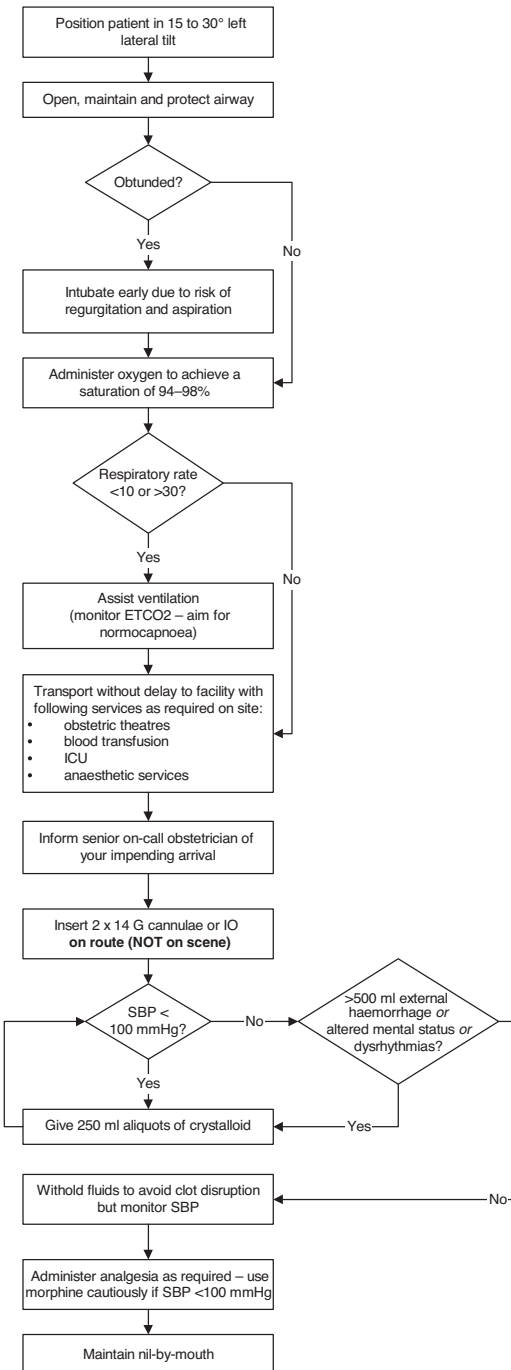 Position patient in 15 to 30° left
lateral tilt
Open, maintain and protect airway
Obtunded?
Yes
No
Intubate early due to risk of
regurgitation and aspiration
Administer oxygen to achieve a
saturation of 94–98%
Respiratory rate
<10 or >30?
Yes
No
Assist ventilation
(monitor ETCO2 – aim for
normocapnoea)
Transport without delay to facility with
following services as required on site:
• obstetric theatres
• blood transfusion
• ICU
• anaesthetic services
Inform senior on-call obstetrician of
your impending arrival
Insert 2 x 14 G cannulae or IO
on route (NOT on scene)
SBP <
100 mmHg?
No
>500 ml external
haemorrhage or
altered mental status or
dysrhythmias?
Yes
Give 250 ml aliquots of crystalloid
Yes
Withold fluids to avoid clot disruption
but monitor SBP
No
Administer analgesia as required – use
morphine cautiously if SBP <100 mmHg
Maintain nil-by-mouth